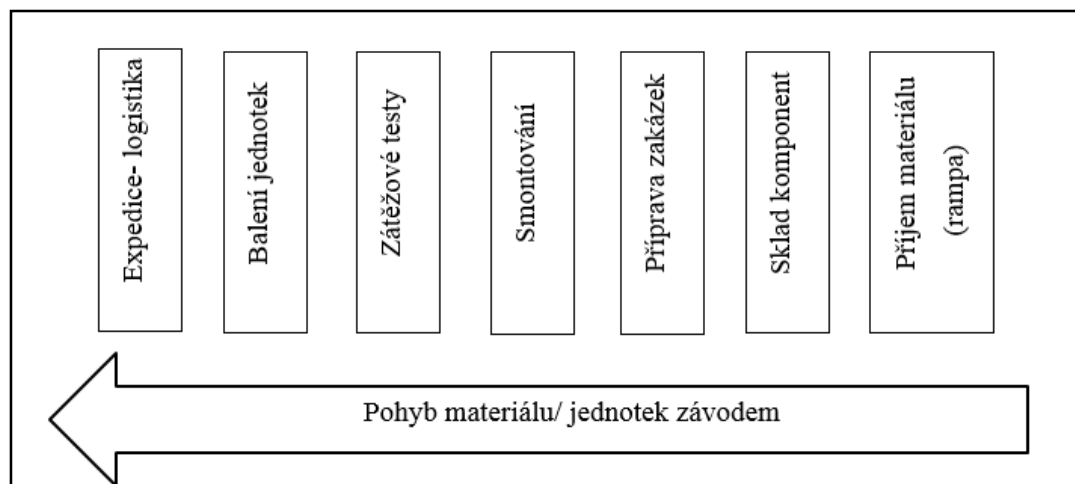 Expedice- logistika
Balení jednotek
Zátěžové testy
Smontování
Příprava zakázek
Sklad komponent
Příjem materiálu
(rampa)
Pohyb materiálu/ jednotek závodem